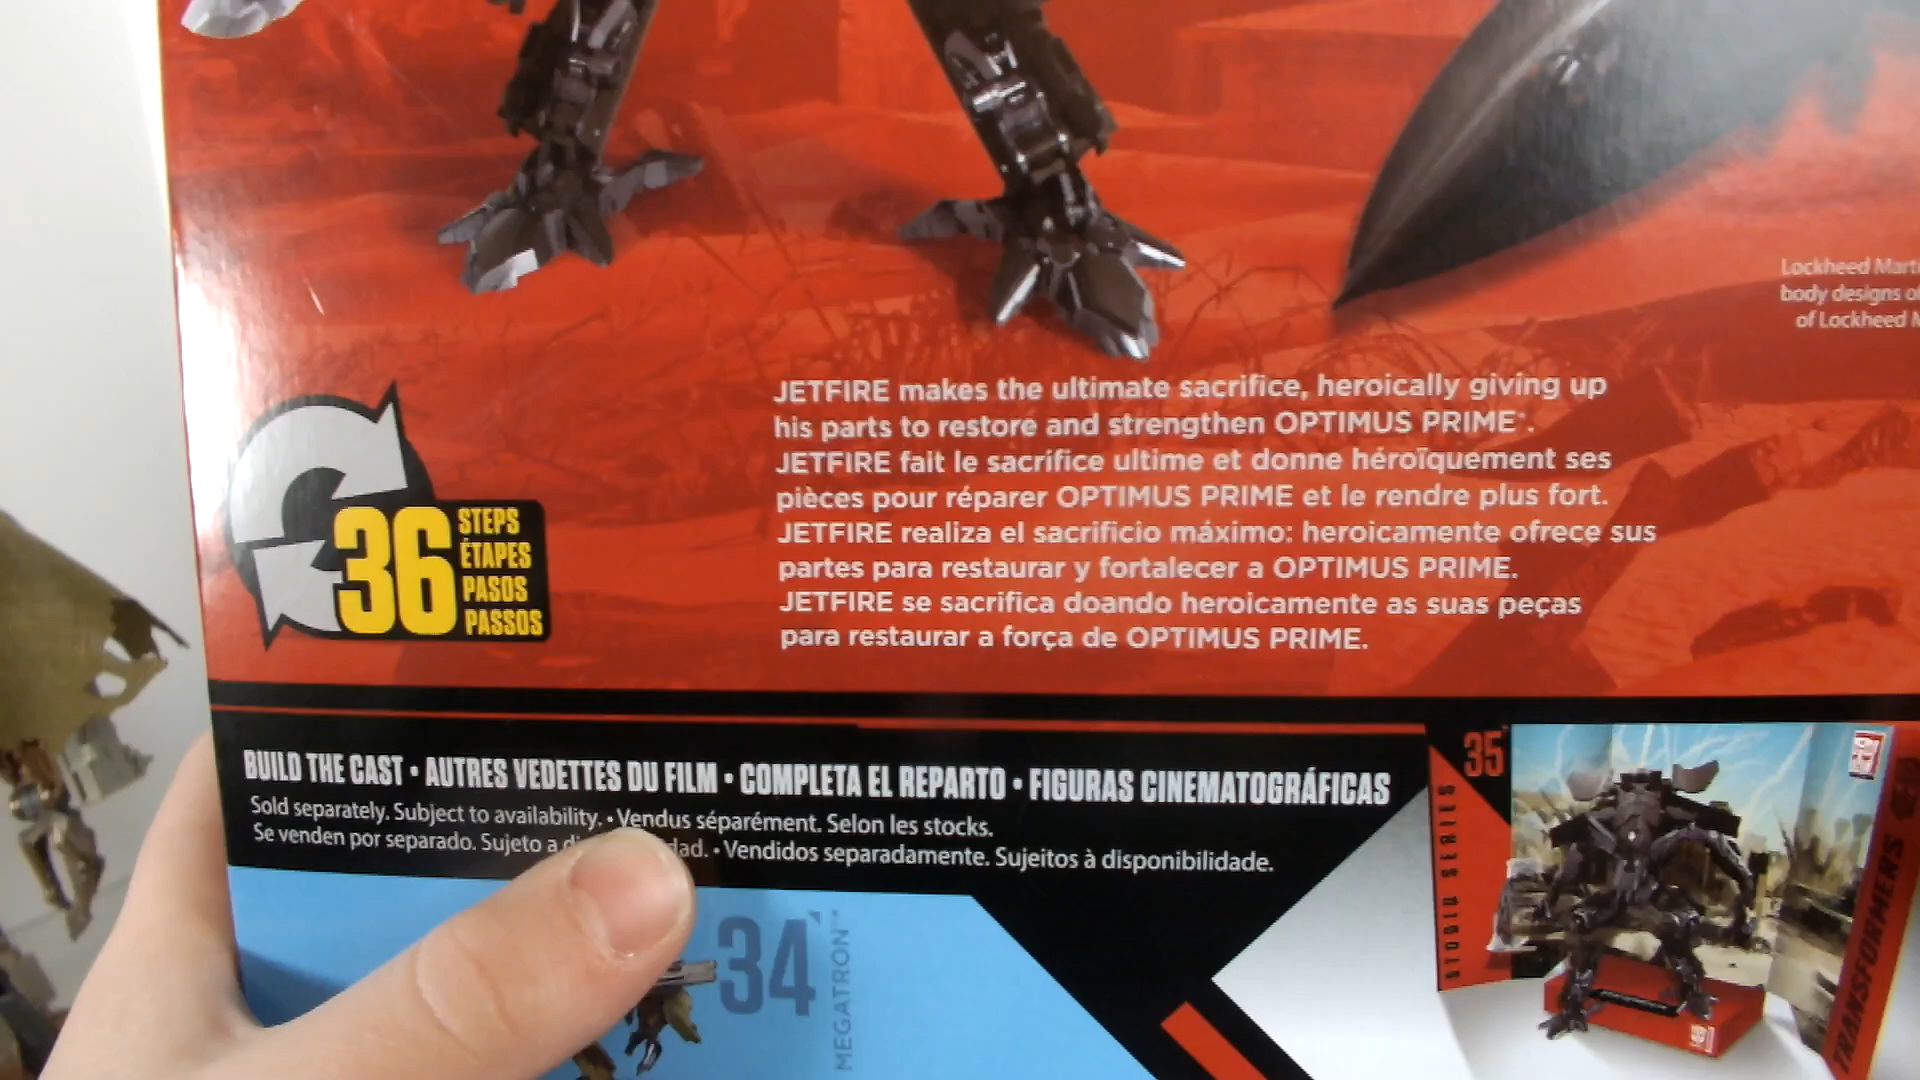 Lockheed
body designs
of Lockheed
JETFIRE makes the ultimate sacrifice, heroically giving up
his parts to restore and strengthen OPTIMUS PRIME*.
JETFIRE fait le sacrifice ultime et donne héroïquement ses
pièces pour réparer OPTIMUS PRIME et le rendre plus fort.
JETFIRE realiza el sacrificio máximo: heroicamente ofrece sus
partes para restaurar y fortalecer a OPTIMUS PRIME.
JETFIRE se sacrifica doando heroicamente as suas peças
para restaurar a força de OPTIMUS PRIME.
36
STEPS
ÉTAPES
PASOS
PASSOS
BUILD THE CAST • AUTRES VEDETTES DU FILM • COMPLETA EL REPARTO • FIGURAS CINEMATOGRÁFICAS
Sold separately. Subject to availability. • Vendus séparément. Selon les stocks.
Se venden por separado. Sujeto a • Vendidos separadamente. Sujeitos à disponibilidade.
34
MEGATRON™
35
STUDIO SERIES
TRANSFORMERS